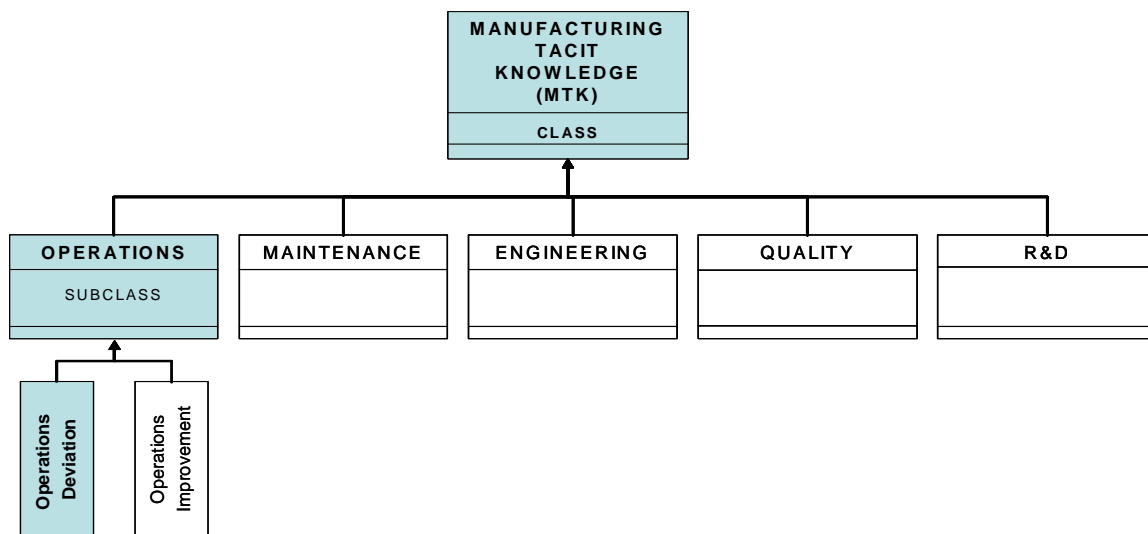 MANUFACTURING
TACIT
KNOWLEDGE
(MTK)
CLASS
OPERATIONS
SUBCLASS
MAINTENANCE
ENGINEERING
QUALITY
R&D
Operations
Deviation
Operations
Improvement